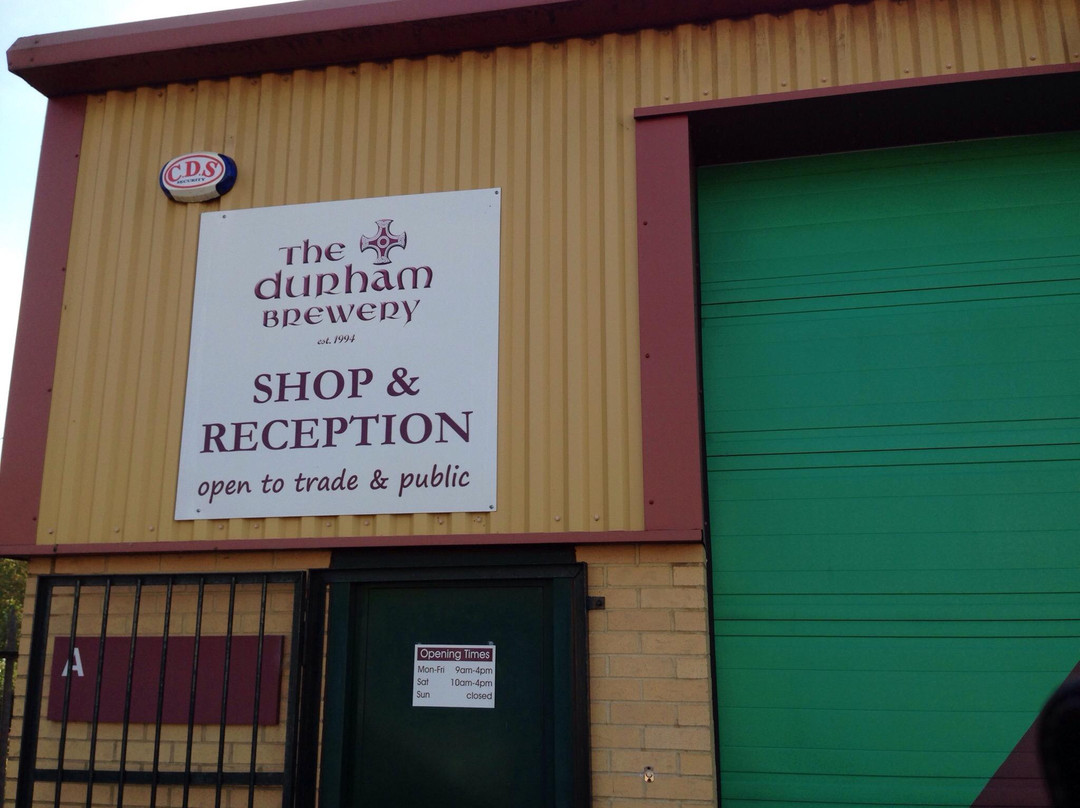 C.D.S
SECURITY
The
Durham
Brewery
est. 1994
SHOP &
RECEPTION
open to trade & public
A
Opening Times
Mon-Fri 9am-4pm
Sat 10am-4pm
Sun closed